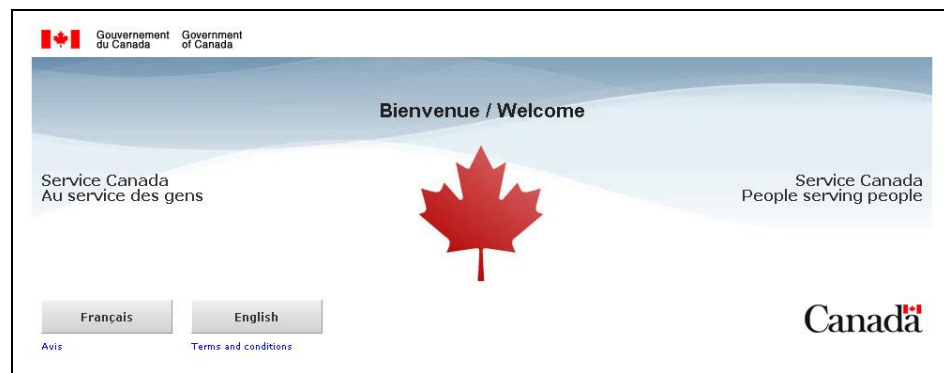 Gouvernement
du Canada
Government
of Canada
Bienvenue / Welcome
Service Canada
Au service des gens
Service Canada
People serving people
Français
English
Avis
Terms and conditions
Canada